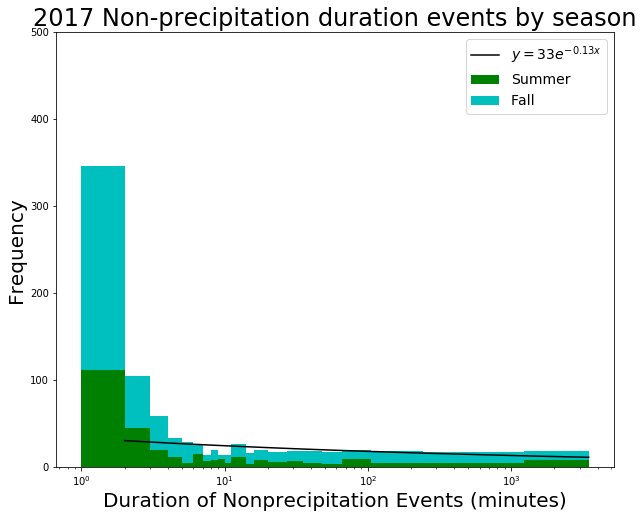 2017 Non-precipitation duration events by season
500
400
300
200
100
0
Frequency
y = 33e^{-0.13x}
Summer
Fall
10^0
10^1
10^2
10^3
Duration of Nonprecipitation Events (minutes)